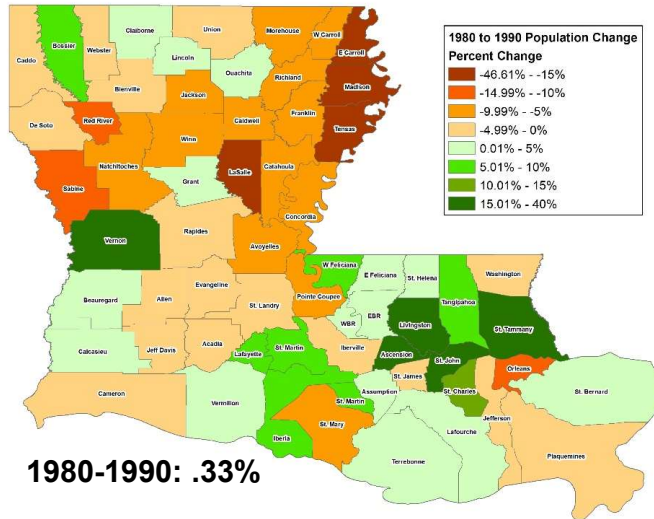 1980 to 1990 Population Change
Percent Change
-46.61% - -15%
-14.99% - -10%
-9.99% - -5%
-4.99% - 0%
0.01% - 5%
5.01% - 10%
10.01% - 15%
15.01% - 40%
Caddo
Bossier
Webster
Claiborne
Union
Morehouse
W Carroll
E Carroll
Lincoln
Ouachita
Richland
Madison
Bienville
Jackson
De Soto
Red River
Caldwell
Franklin
Tensas
Winn
Natchitoches
LaSalle
Catahoula
Sabine
Grant
Concordia
Vernon
Rapides
Avoyelles
W Feliciana
E Feliciana
St. Helena
Washington
Beauregard
Allen
Evangeline
St. Landry
Pointe Coupee
Tangipahoa
WBR
EBR
Livingston
St. Tammany
Calcasieu
Jeff Davis
Acadia
Lafayette
St. Martin
Iberville
Ascension
St. John
Orleans
St. James
St. Charles
St. Bernard
Cameron
Vermilion
St. Martin
Assumption
Iberia
St. Mary
Jefferson
Lafourche
Terrebonne
Plaquemines
1980-1990: .33%